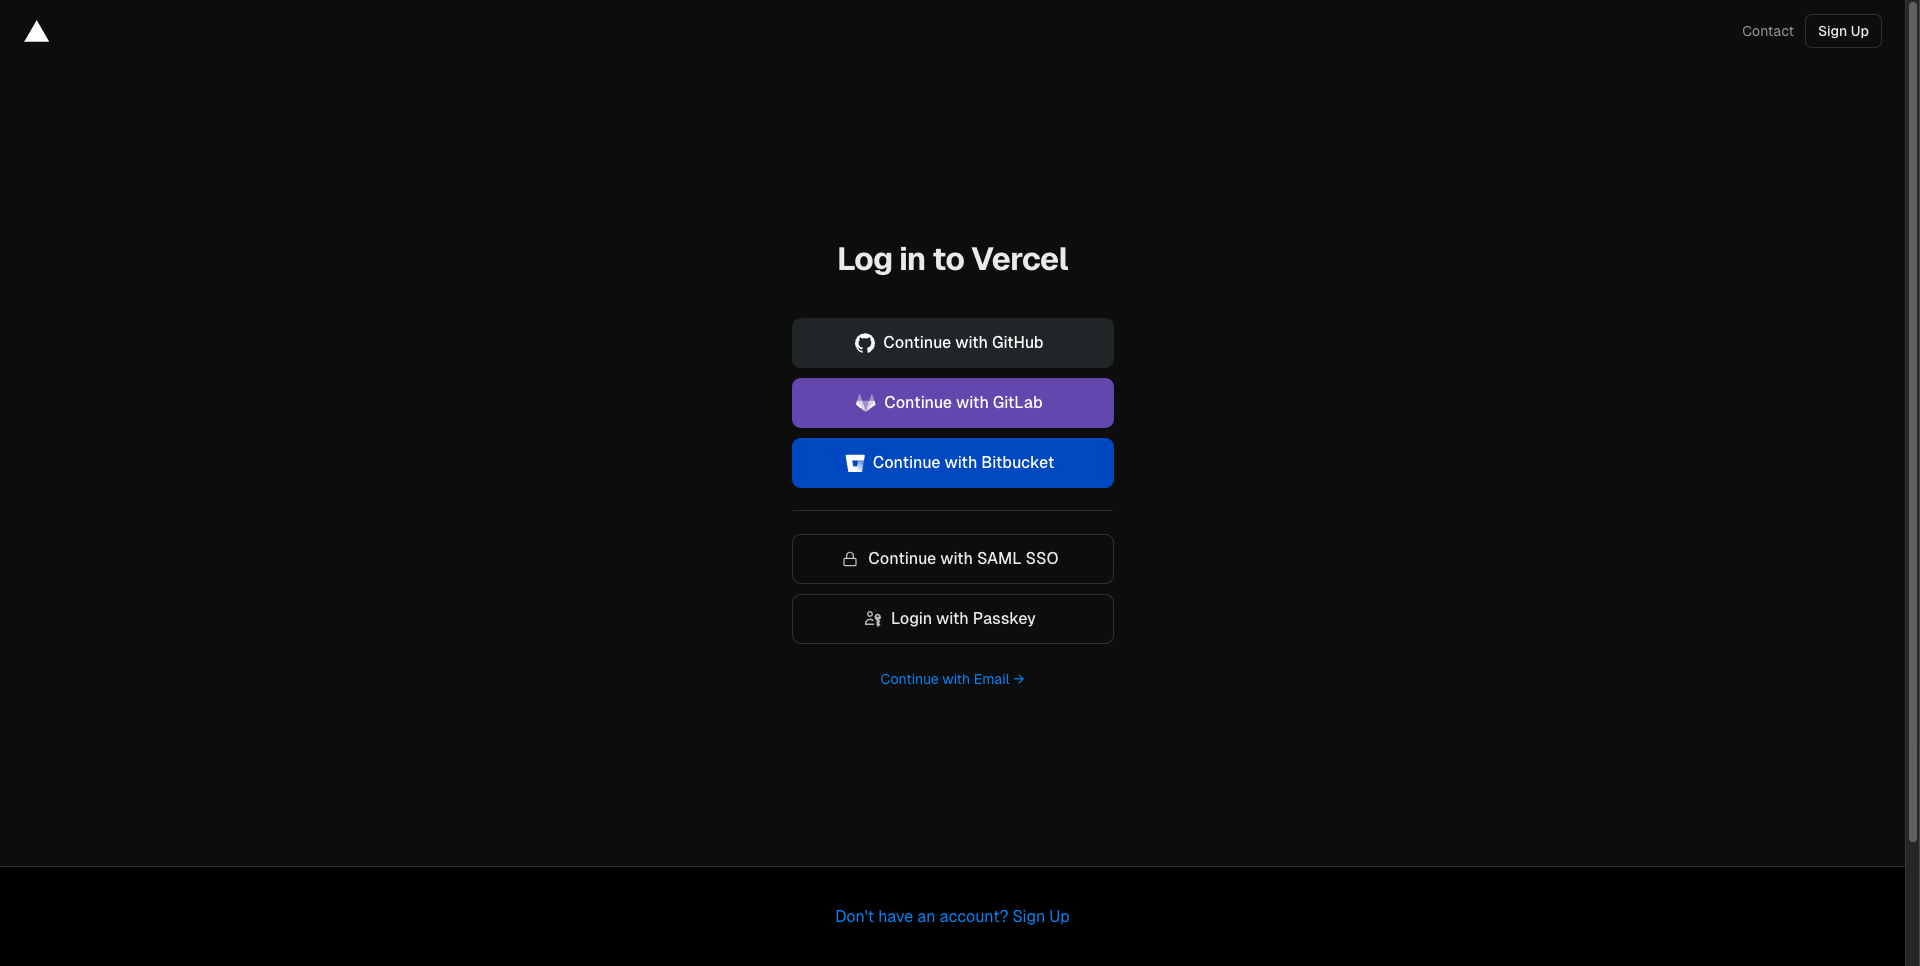 Contact
Sign Up
Log in to Vercel
Continue with GitHub
Continue with GitLab
Continue with Bitbucket
Continue with SAML SSO
Login with Passkey
Continue with Email →
Don't have an account? Sign Up